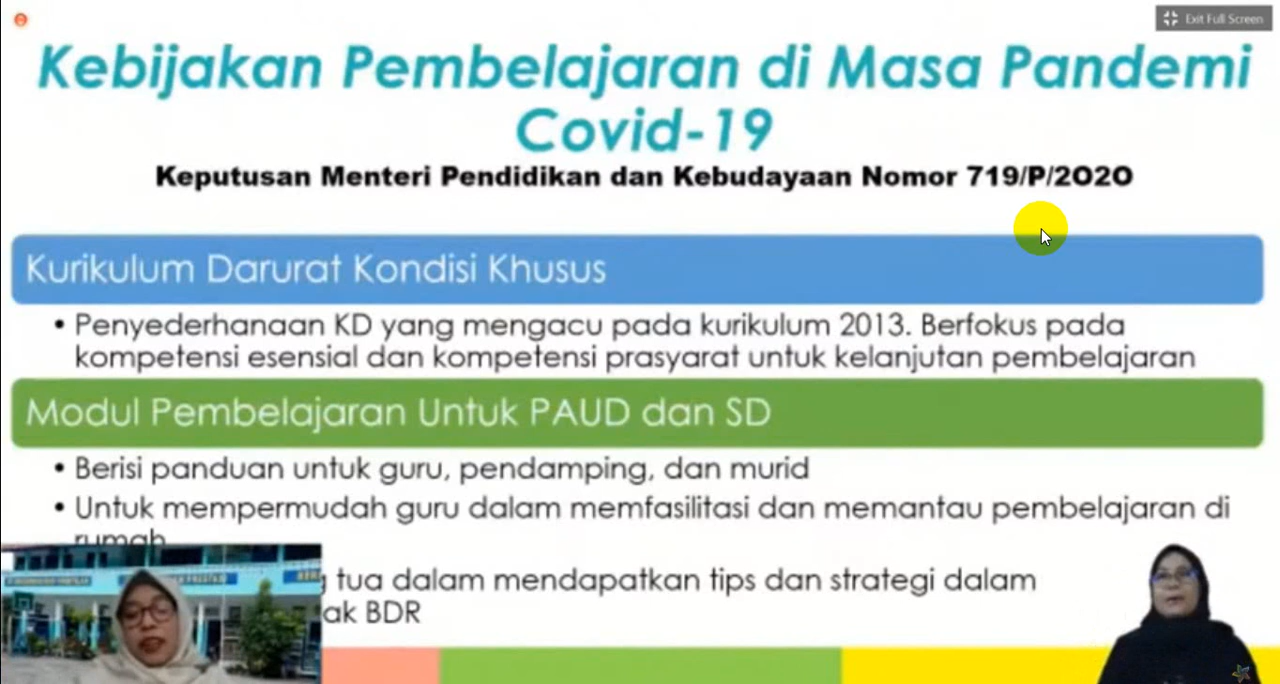 Exit Full Screen
Kebijakan Pembelajaran di Masa Pandemi
Covid-19
Keputusan Menteri Pendidikan dan Kebudayaan Nomor 719/P/2020
Kurikulum Darurat Kondisi Khusus
• Penyederhanaan KD yang mengacu pada kurikulum 2013. Berfokus pada
kompetensi esensial dan kompetensi prasyarat untuk kelanjutan pembelajaran
Modul Pembelajaran Untuk PAUD dan SD
• Berisi panduan untuk guru, pendamping, dan murid
• Untuk mempermudah guru dalam memfasilitasi dan memantau pembelajaran di
rumah
tua dalam mendapatkan tips dan strategi dalam
ak BDR